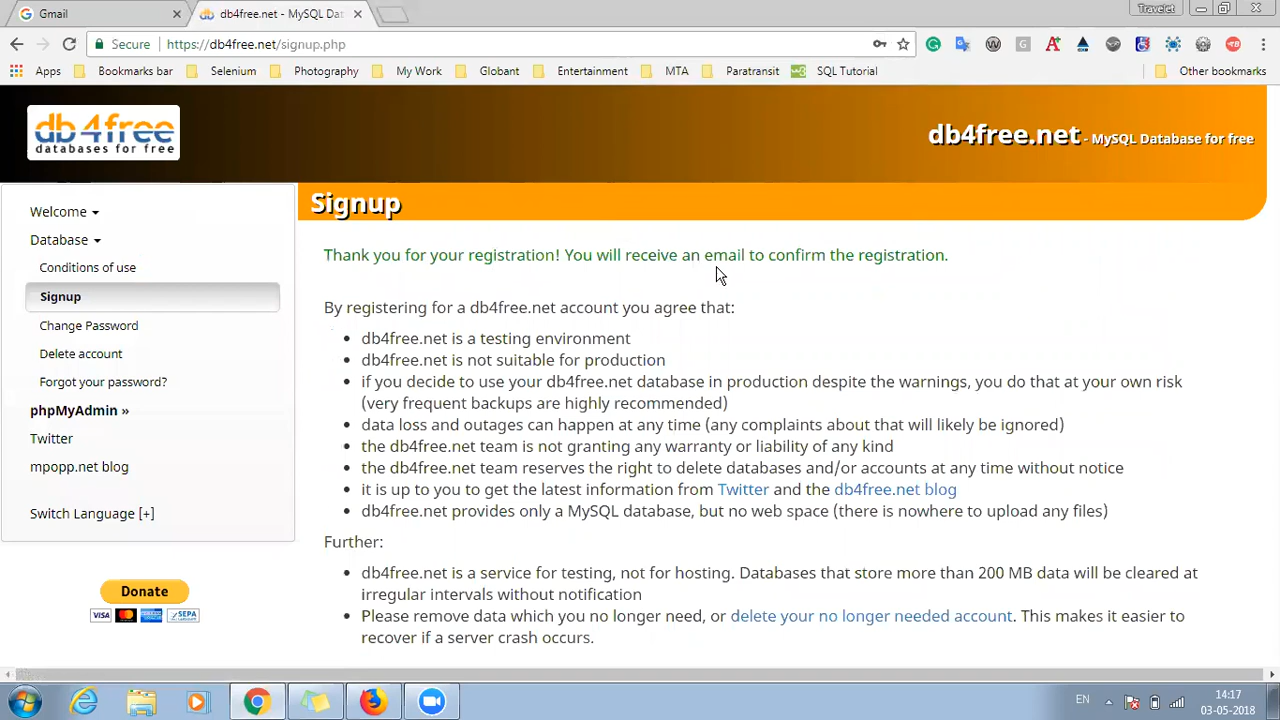 Gmail
db4free.net - MySQL Dat
Travelet
Secure
https://db4free.net/signup.php
Apps
Bookmarks bar
Selenium
Photography
My Work
Globant
Entertainment
MTA
Paratransit
SQL Tutorial
Other bookmarks
db4free
databases for free
db4free.net - MySQL Database for free
Welcome
Database
Conditions of use
Signup
Change Password
Delete account
Forgot your password?
phpMyAdmin »
Twitter
mpopp.net blog
Switch Language [+]
Donate
VISA
SEPA
Signup
Thank you for your registration! You will receive an email to confirm the registration.
By registering for a db4free.net account you agree that:
• db4free.net is a testing environment
• db4free.net is not suitable for production
• if you decide to use your db4free.net database in production despite the warnings, you do that at your own risk
(very frequent backups are highly recommended)
• data loss and outages can happen at any time (any complaints about that will likely be ignored)
• the db4free.net team is not granting any warranty or liability of any kind
• the db4free.net team reserves the right to delete databases and/or accounts at any time without notice
• it is up to you to get the latest information from Twitter and the db4free.net blog
• db4free.net provides only a MySQL database, but no web space (there is nowhere to upload any files)
Further:
• db4free.net is a service for testing, not for hosting. Databases that store more than 200 MB data will be cleared at
irregular intervals without notification
• Please remove data which you no longer need, or delete your no longer needed account. This makes it easier to
recover if a server crash occurs.
EN
14:17
03-05-2018